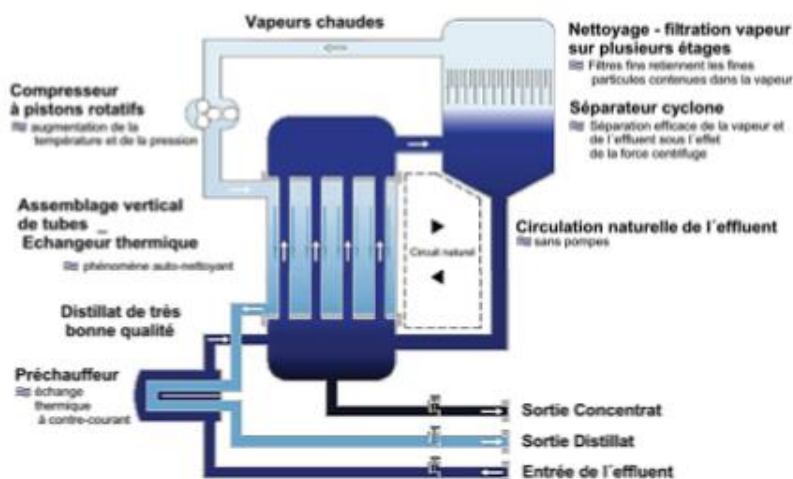 Vapeurs chaudes
Nettoyage - filtration vapeur
sur plusieurs étages
Filtres fins retiennent les fines
particules contenues dans la vapeur
Compresseur
à pistons rotatifs
augmentation de la
température et de la pression
Séparateur cyclone
Séparation efficace de la vapeur et
de l´effluent sous l´effet
de la force centifuge
Assemblage vertical
de tubes _
Echangeur thermique
phénomène auto-nettoyant
Circuit naturel
Circulation naturelle de l´effluent
sans pompes
Distillat de très
bonne qualité
Préchauffeur
échange
thermique
à contre-courant
Sortie Concentrat
Sortie Distillat
Entrée de l´effluent